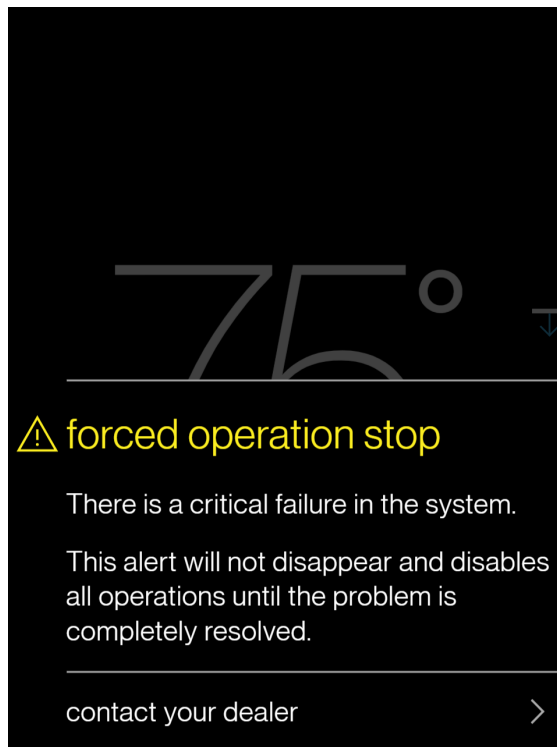 75°
forced operation stop
There is a critical failure in the system.
This alert will not disappear and disables
all operations until the problem is
completely resolved.
contact your dealer